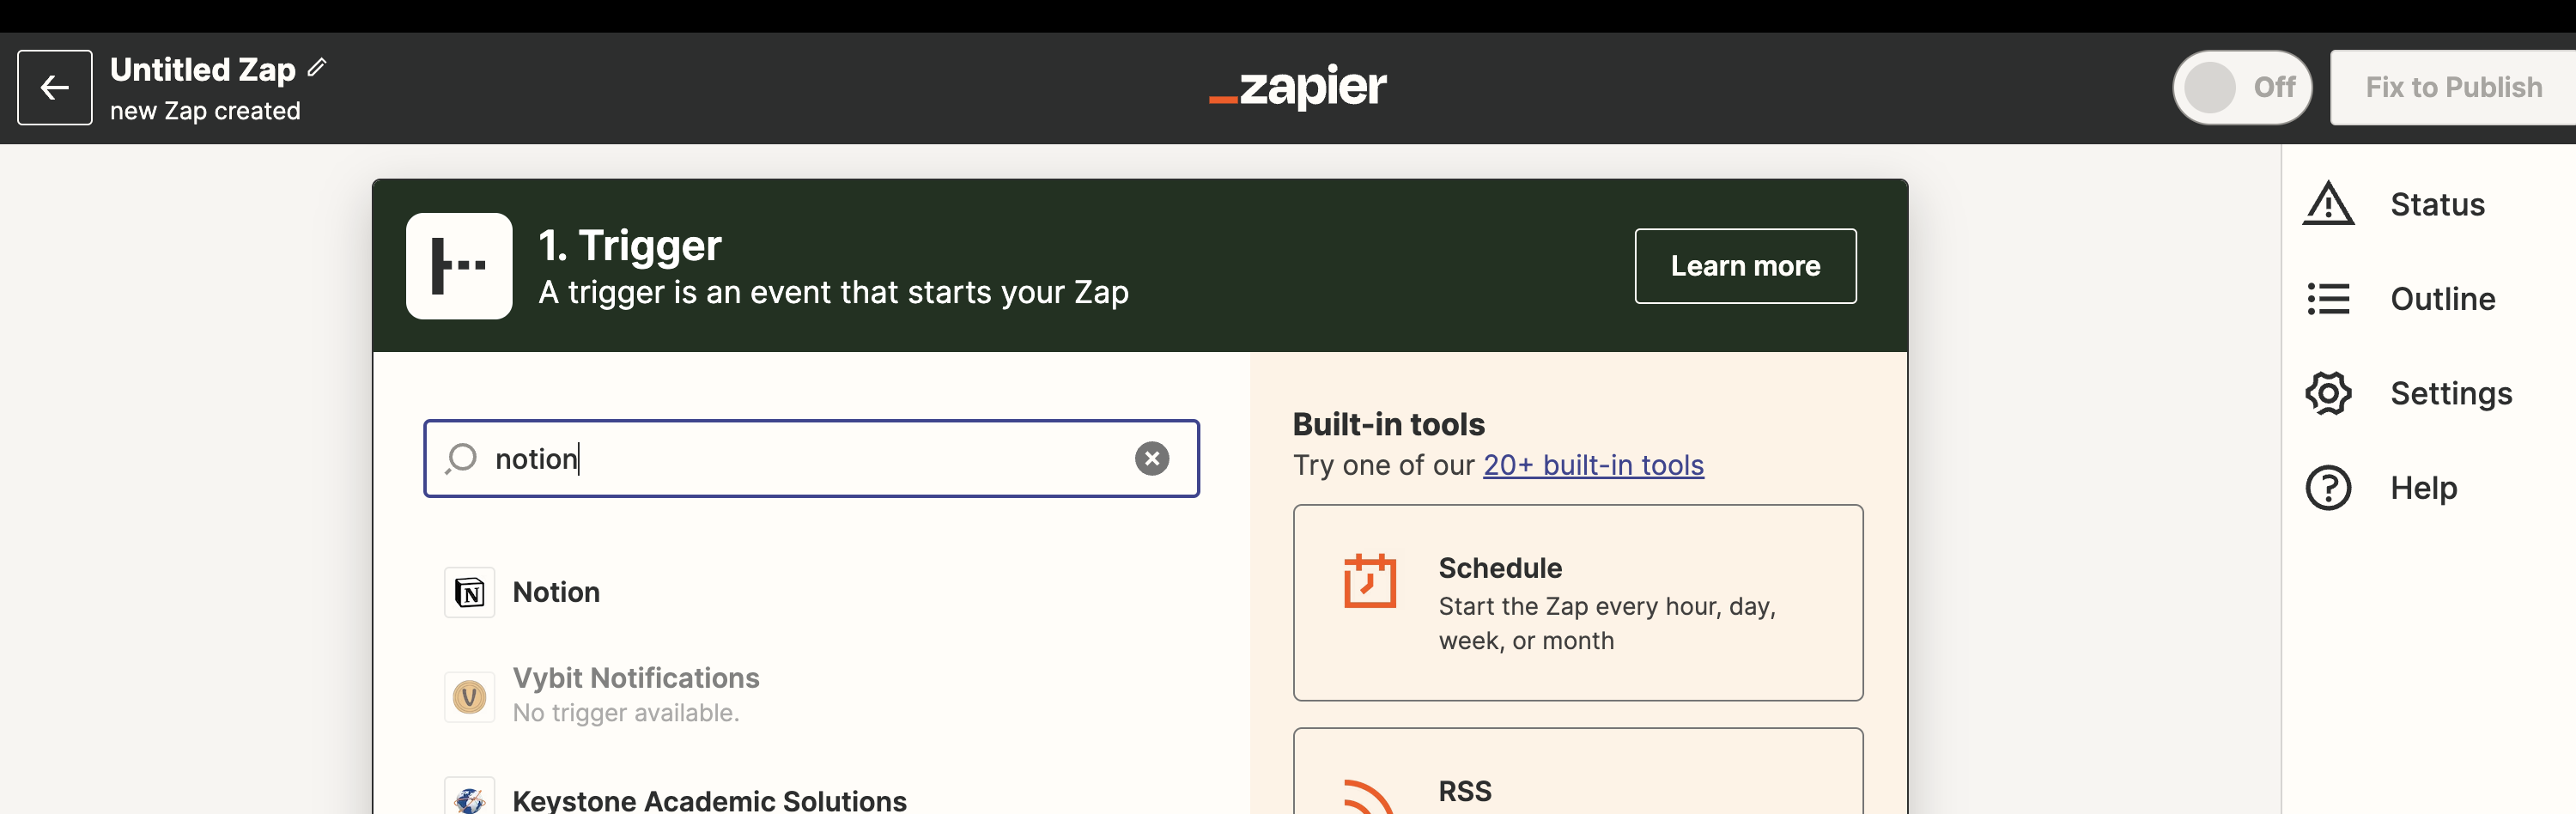 Untitled Zap
new Zap created
_zapier
Off
Fix to Publish
1. Trigger
A trigger is an event that starts your Zap
Learn more
notion
Notion
Vybit Notifications
No trigger available.
Keystone Academic Solutions
Built-in tools
Try one of our 20+ built-in tools
Schedule
Start the Zap every hour, day,
week, or month
RSS
Status
Outline
Settings
Help